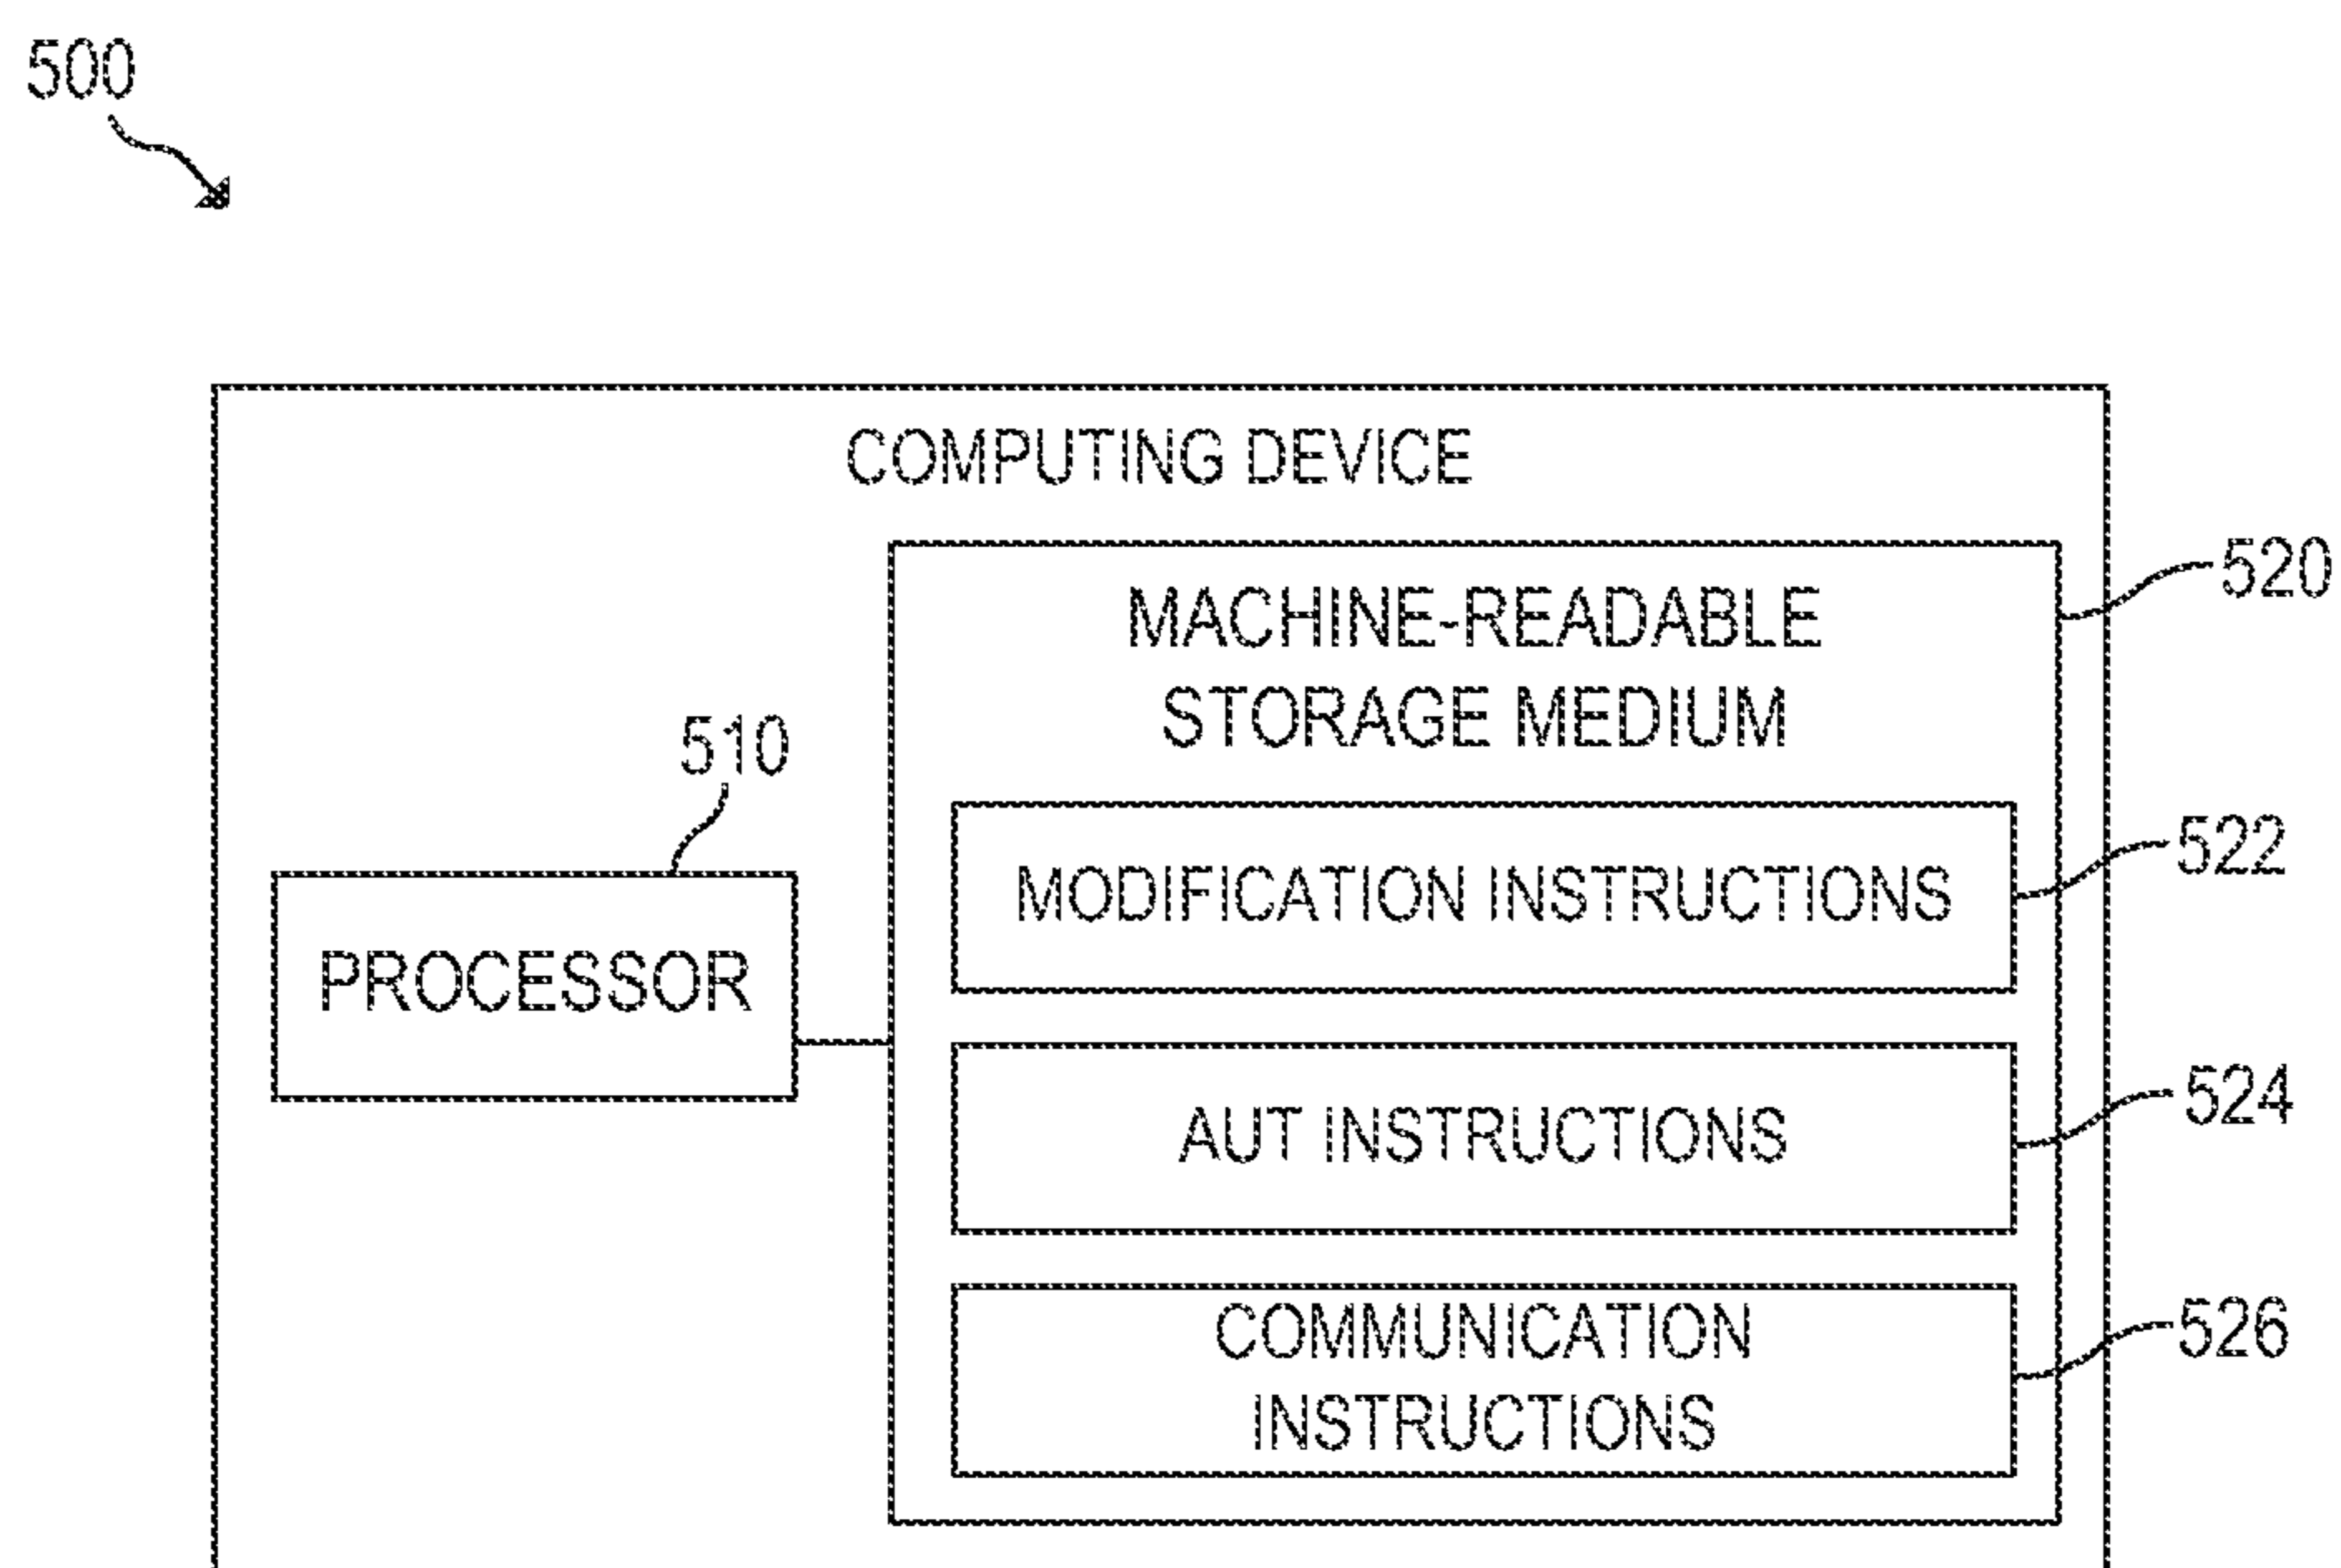 500
COMPUTING DEVICE
520
MACHINE-READABLE
STORAGE MEDIUM
510
522
MODIFICATION INSTRUCTIONS
PROCESSOR
524
AUT INSTRUCTIONS
526
COMMUNICATION
INSTRUCTIONS